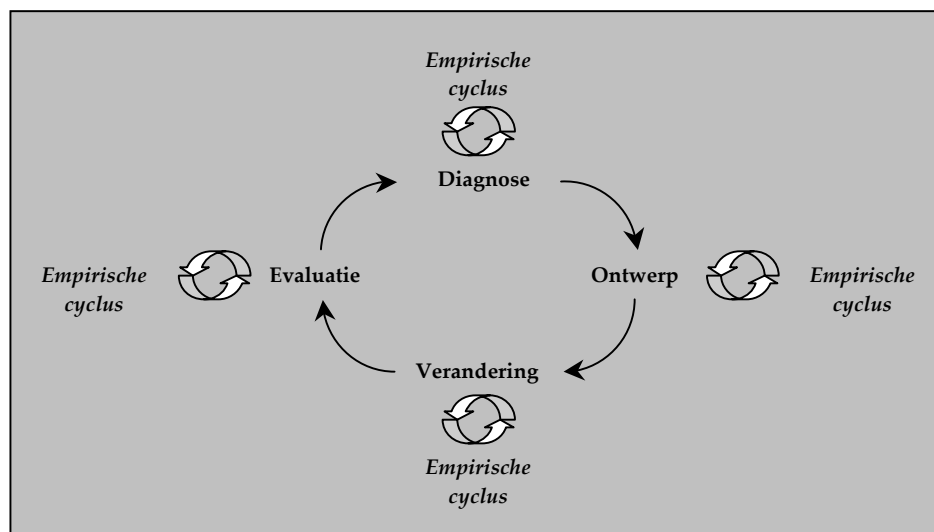 Empirische
cyclus
Diagnose
Empirische
cyclus
Evaluatie
Ontwerp
Empirische
cyclus
Verandering
Empirische
cyclus